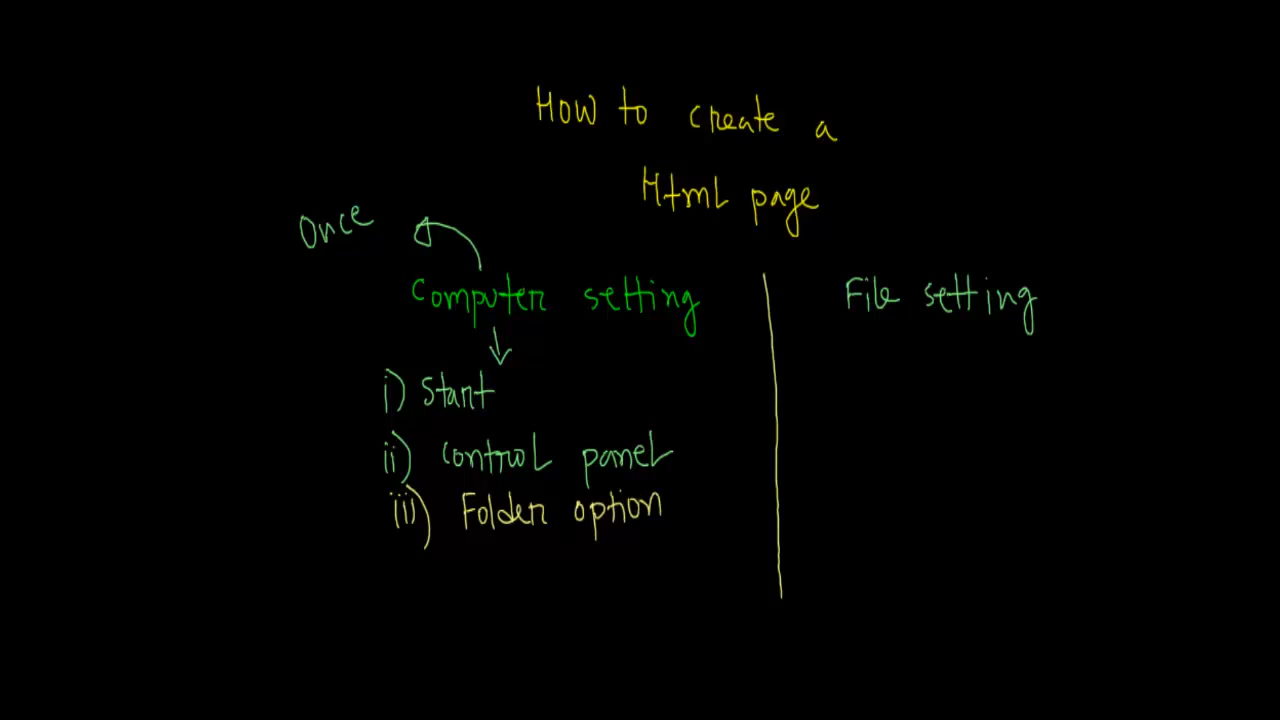 How to create a
Html page
Once
Computer setting
File setting
i) Start
ii) Control panel
iii) Folder option